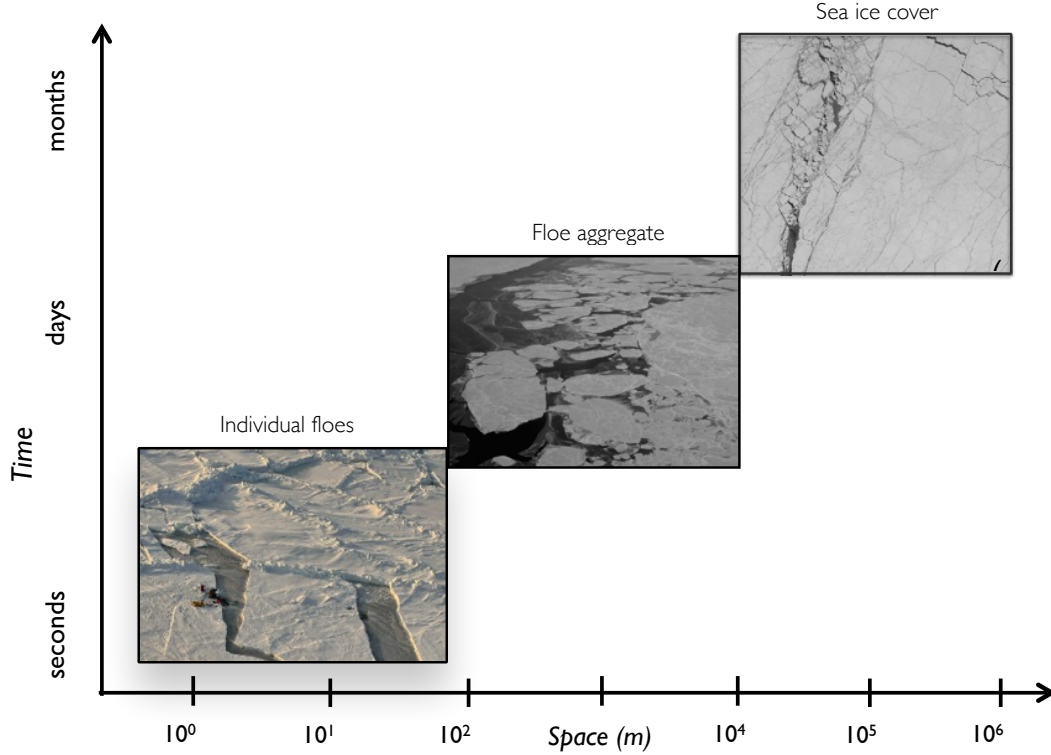 Sea ice cover
months
Floe aggregate
days
Individual floes
Time
seconds
10⁰
10¹
10²
Space (m)
10⁴
10⁵
10⁶